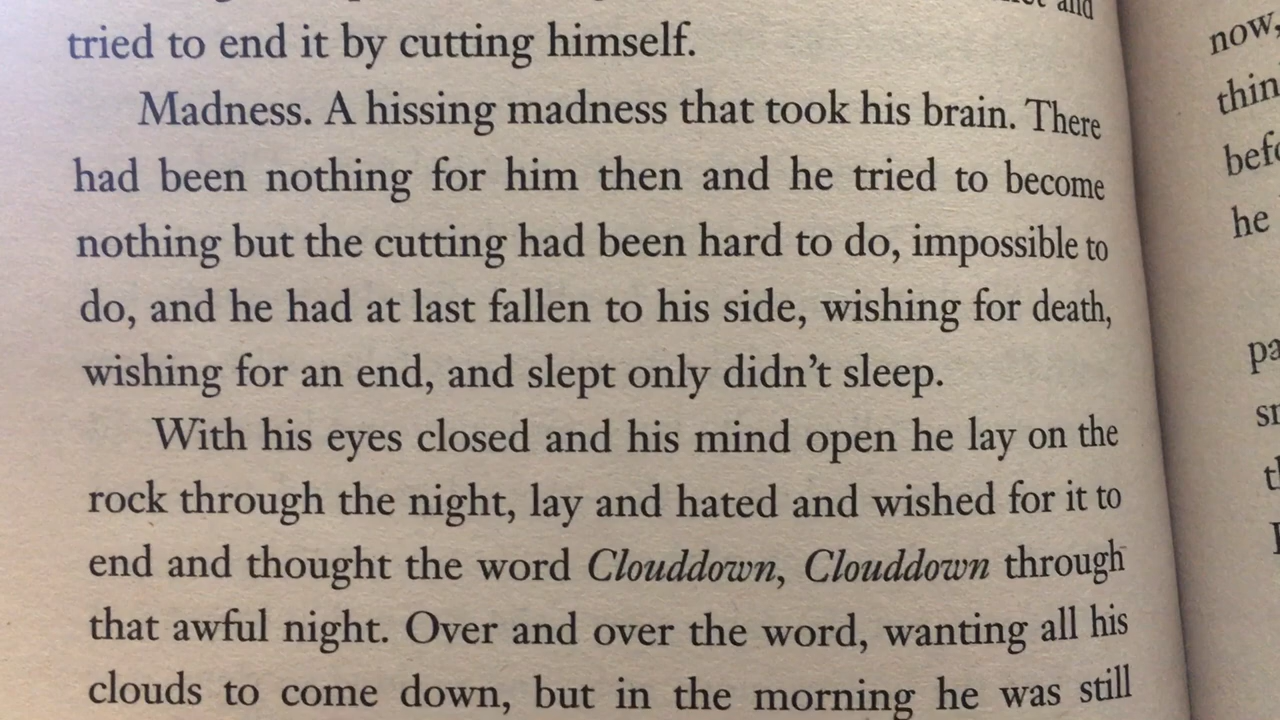 and
tried to end it by cutting himself.
Madness. A hissing madness that took his brain. There
had been nothing for him then and he tried to become
nothing but the cutting had been hard to do, impossible to
do, and he had at last fallen to his side, wishing for death,
wishing for an end, and slept only didn't sleep.
With his eyes closed and his mind open he lay on the
rock through the night, lay and hated and wished for it to
end and thought the word Clouddown, Clouddown through
that awful night. Over and over the word, wanting all his
clouds to come down, but in the morning he was still
now,
he